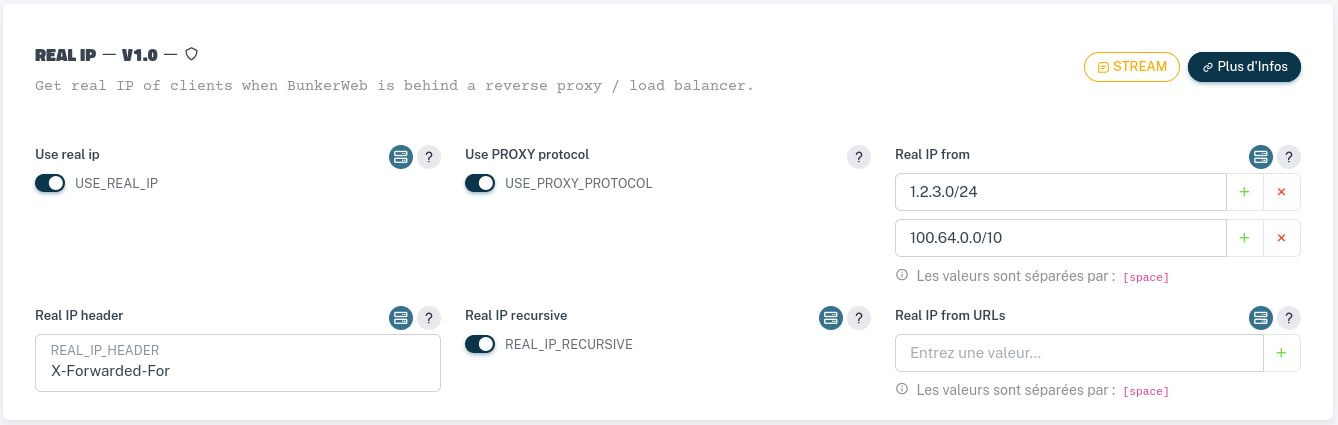 REAL IP — V1.0 —
Get real IP of clients when BunkerWeb is behind a reverse proxy / load balancer.
STREAM
Plus d'Infos
Use real ip
?
USE_REAL_IP
Use PROXY protocol
?
USE_PROXY_PROTOCOL
Real IP from
?
1.2.3.0/24
+ ×
100.64.0.0/10
+ ×
Les valeurs sont séparées par : [space]
Real IP header
?
REAL_IP_HEADER
X-Forwarded-For
Real IP recursive
?
REAL_IP_RECURSIVE
Real IP from URLs
?
Entrez une valeur...
+
Les valeurs sont séparées par : [space]